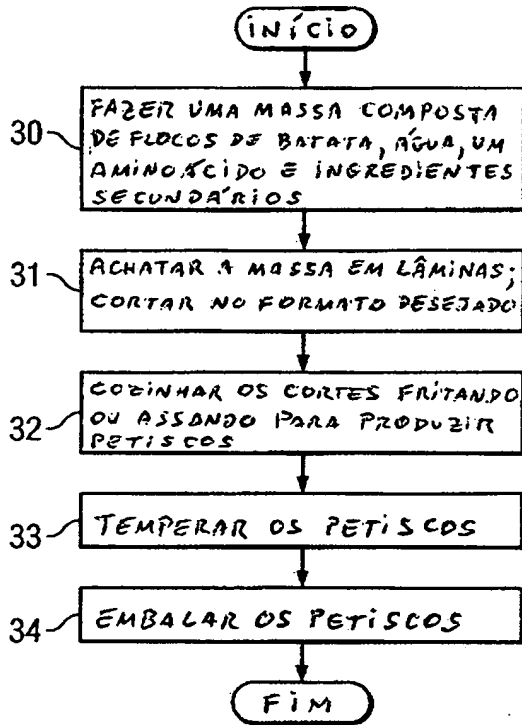 INÍCIO
30
FAZER UMA MASSA COMPOSTA
DE FLOCOS DE BATATA, ÁGUA, UM
AMINOÁCIDO E INGREDIENTES
SECUNDÁRIOS
31
ACHATAR A MASSA EM LÂMINAS;
CORTAR NO FORMATO DESEJADO
32
COZINHAR OS CORTES FRITANDO
OU ASSANDO PARA PRODUZIR
PETISCOS
33
TEMPERAR OS PETISCOS
34
EMBALAR OS PETISCOS
FIM